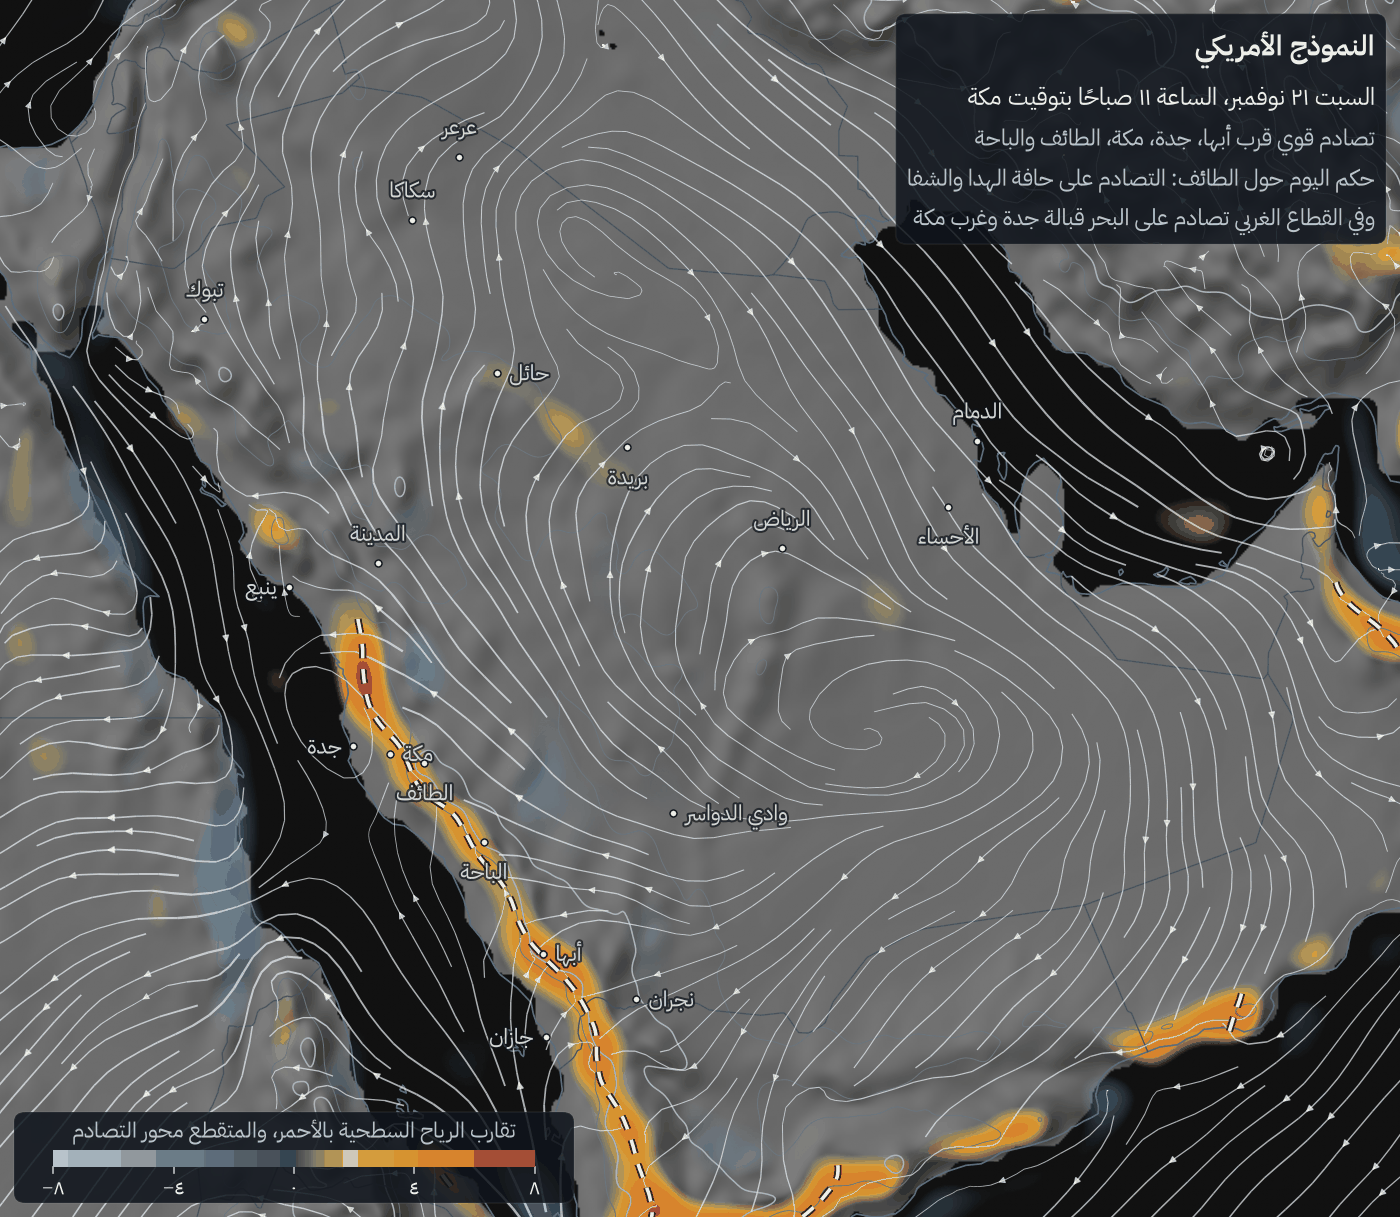 النموذج الأمريكي
السبت ٢١ نوفمبر، الساعة ١١ صباحًا بتوقيت مكة
تصادم قوي قرب أبها، جدة، مكة، الطائف والباحة
حكم اليوم حول الطائف: التصادم على حافة الهدا والشفا
وفي القطاع الغربي تصادم على البحر قبالة جدة وغرب مكة
عرعر
سكاكا
تبوك
حائل
الدمام
بريدة
الرياض
المدينة
الأحساء
ينبع
جدة
مكة
الطائف
وادي الدواسر
الباحة
أبها
نجران
جازان
تقارب الرياح السطحية بالأحمر، والمتقطع محور التصادم
−٨ −٤ ٠ ٤ ٨